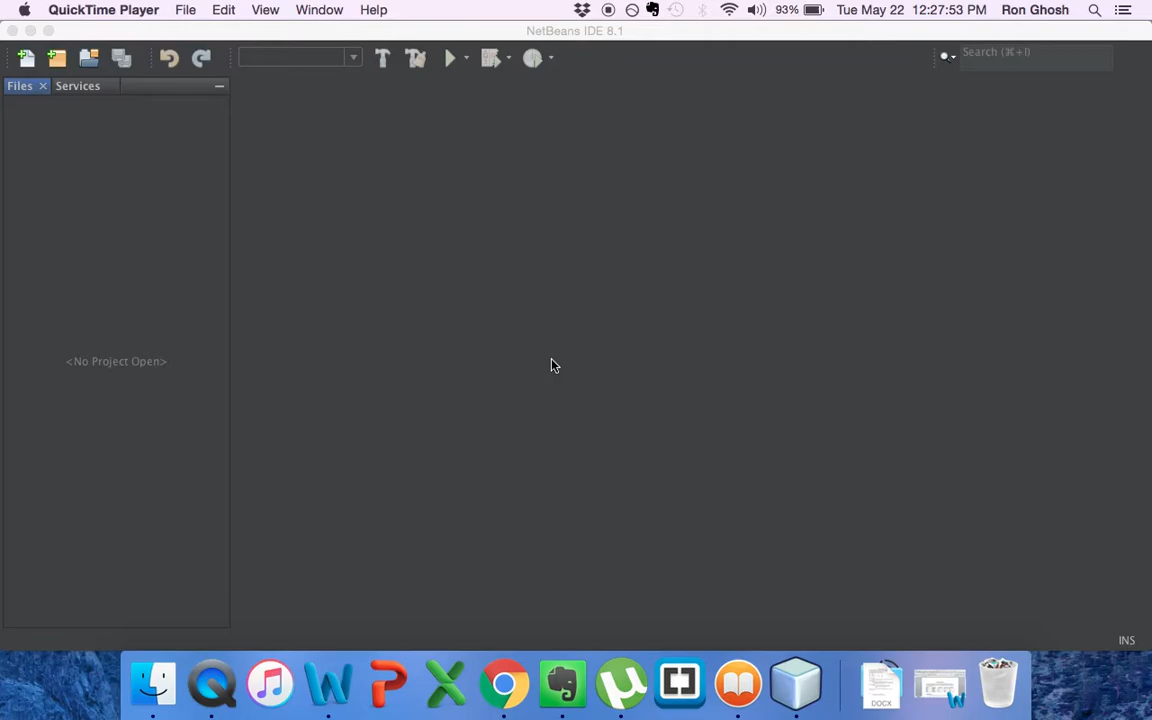 QuickTime Player File Edit View Window Help 93% Tue May 22 12:27:53 PM Ron Ghosh
NetBeans IDE 8.1
Search (⌘+I)
Files Services
<No Project Open>
INS
DOCX